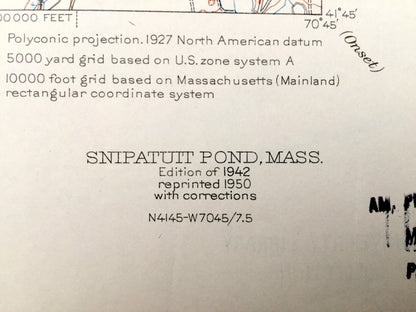 00000 FEET
41°45'
70°45'
(Onset)
Polyconic projection. 1927 North American datum
5000 yard grid based on U.S. zone system A
10000 foot grid based on Massachusetts (Mainland)
rectangular coordinate system
SNIPATUIT POND, MASS.
Edition of 1942
reprinted 1950
with corrections
N4145-W7045/7.5
AM,